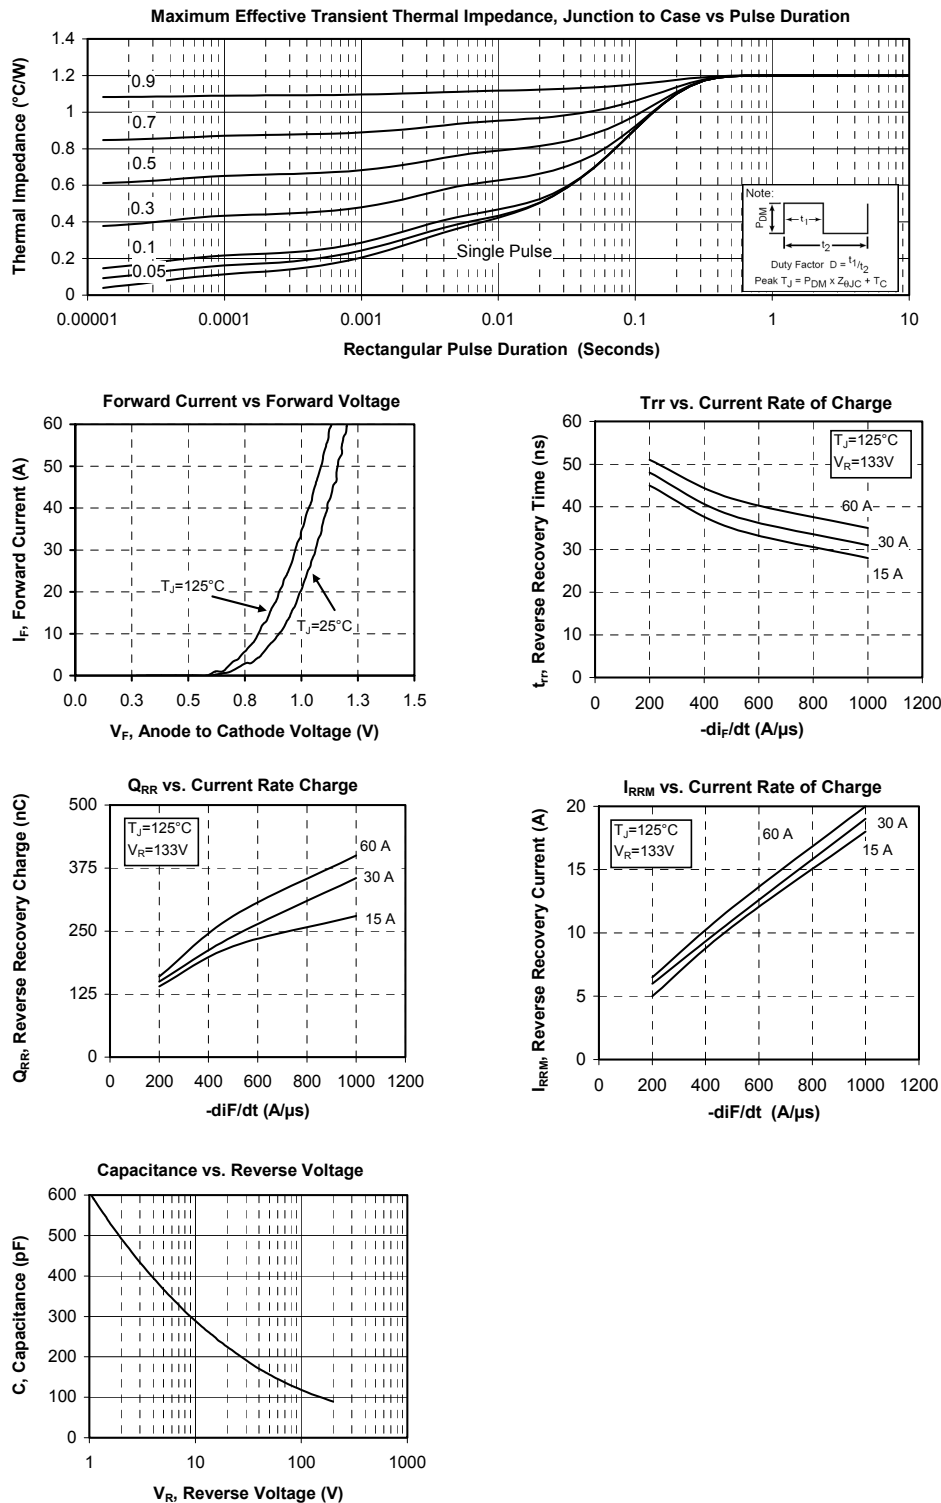 Maximum Effective Transient Thermal Impedance, Junction to Case vs Pulse Duration
Thermal Impedance (°C/W)
1.4
1.2
1
0.8
0.6
0.4
0.2
0
0.9
0.7
0.5
0.3
0.1
0.05
Single Pulse
Note:
PDM
t1
t2
Duty Factor D = t1/t2
Peak TJ = PDM x ZθJC + TC
0.00001 0.0001 0.001 0.01 0.1 1 10
Rectangular Pulse Duration (Seconds)
Forward Current vs Forward Voltage
IF, Forward Current (A)
60
50
40
30
20
10
0
TJ=125°C
TJ=25°C
0.0 0.3 0.5 0.8 1.0 1.3 1.5
VF, Anode to Cathode Voltage (V)
Trr vs. Current Rate of Charge
trr, Reverse Recovery Time (ns)
60
50
40
30
20
10
0
TJ=125°C
VR=133V
60 A
30 A
15 A
0 200 400 600 800 1000 1200
-diF/dt (A/µs)
QRR vs. Current Rate Charge
QRR, Reverse Recovery Charge (nC)
500
375
250
125
0
TJ=125°C
VR=133V
60 A
30 A
15 A
0 200 400 600 800 1000 1200
-diF/dt (A/µs)
IRRM vs. Current Rate of Charge
IRRM, Reverse Recovery Current (A)
20
15
10
5
0
TJ=125°C
VR=133V
60 A
30 A
15 A
0 200 400 600 800 1000 1200
-diF/dt (A/µs)
Capacitance vs. Reverse Voltage
C, Capacitance (pF)
600
500
400
300
200
100
0
1 10 100 1000
VR, Reverse Voltage (V)